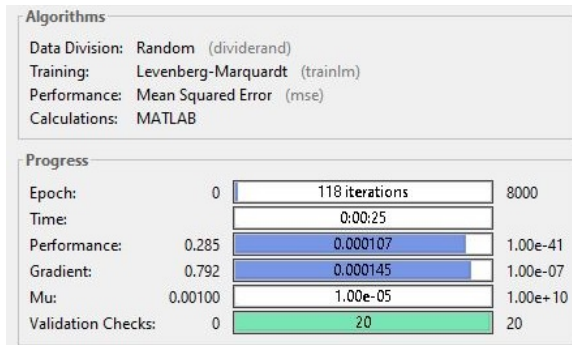 Algorithms
Data Division: Random (dividerand)
Training: Levenberg-Marquardt (trainlm)
Performance: Mean Squared Error (mse)
Calculations: MATLAB
Progress
Epoch: 0 118 iterations 8000
Time: 0:00:25
Performance: 0.285 0.000107 1.00e-41
Gradient: 0.792 0.000145 1.00e-07
Mu: 0.00100 1.00e-05 1.00e+10
Validation Checks: 0 20 20